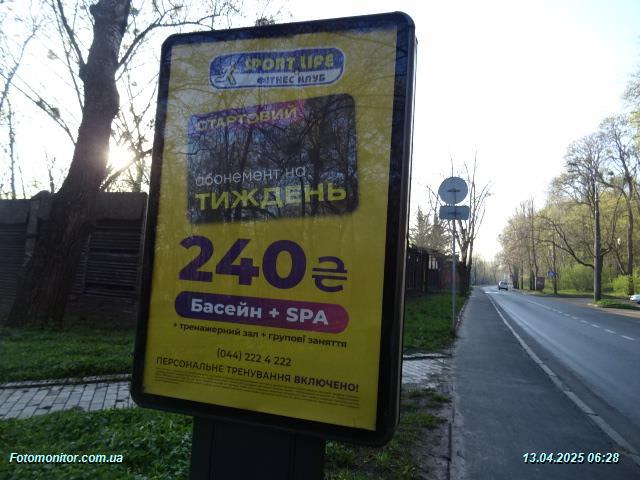 SPORT LIFE
ФІТНЕС КЛУБ
СТАРТОВИЙ
абонемент на
ТИЖДЕНЬ
240₴
Басейн + SPA
+ тренажерний зал + групові заняття
(044) 222 4 222
ПЕРСОНАЛЬНЕ ТРЕНУВАННЯ ВКЛЮЧЕНО!
Fotomonitor.com.ua
13.04.2025 06:28